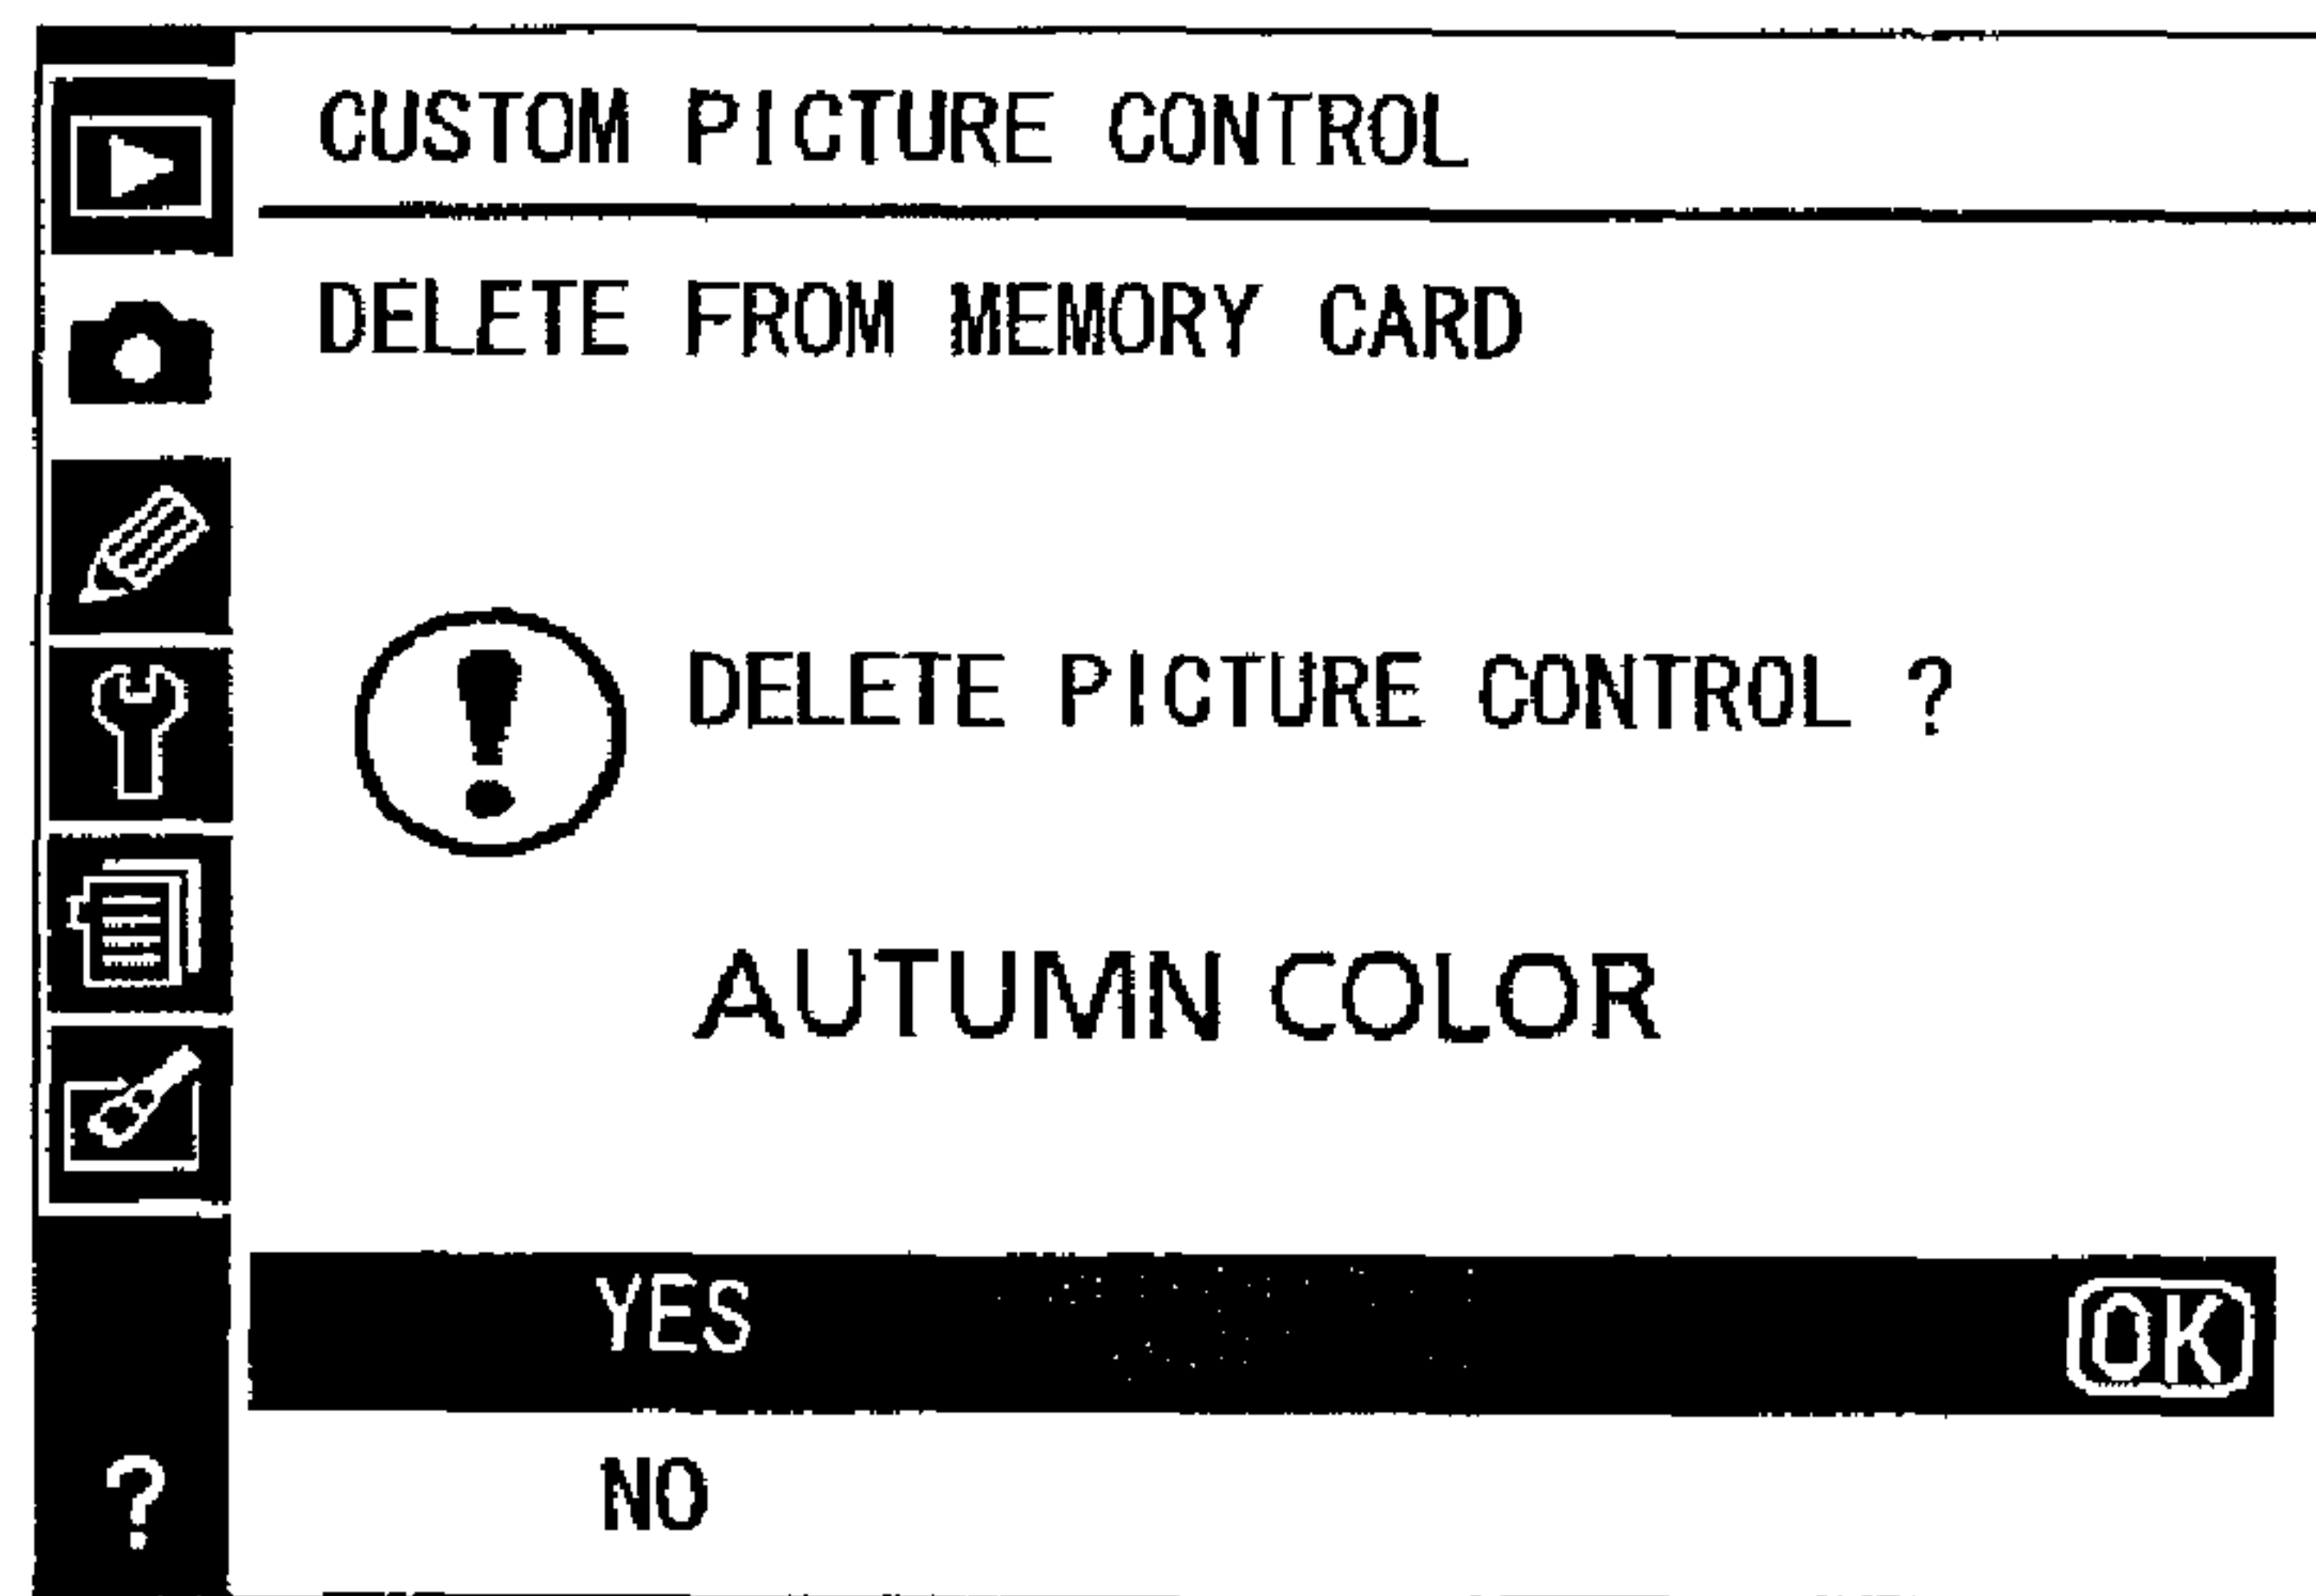 CUSTOM PICTURE CONTROL
DELETE FROM MEMORY CARD
DELETE PICTURE CONTROL ?
AUTUMN COLOR
YES OK
NO
?